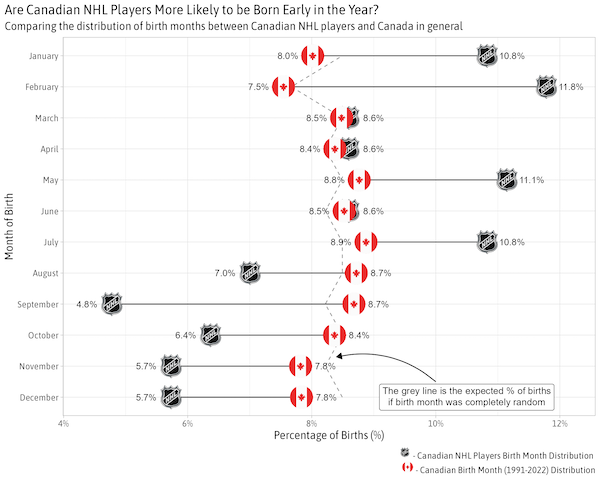 Are Canadian NHL Players More Likely to be Born Early in the Year?
Comparing the distribution of birth months between Canadian NHL players and Canada in general
Month of Birth
January 8.0% 10.8%
February 7.5% 11.8%
March 8.5% 8.6%
April 8.4% 8.6%
May 8.8% 11.1%
June 8.5% 8.6%
July 8.9% 10.8%
August 7.0% 8.7%
September 4.8% 8.7%
October 6.4% 8.4%
November 5.7% 7.8%
December 5.7% 7.8%
The grey line is the expected % of births
if birth month was completely random
4% 6% 8% 10% 12%
Percentage of Births (%)
- Canadian NHL Players Birth Month Distribution
- Canadian Birth Month (1991-2022) Distribution